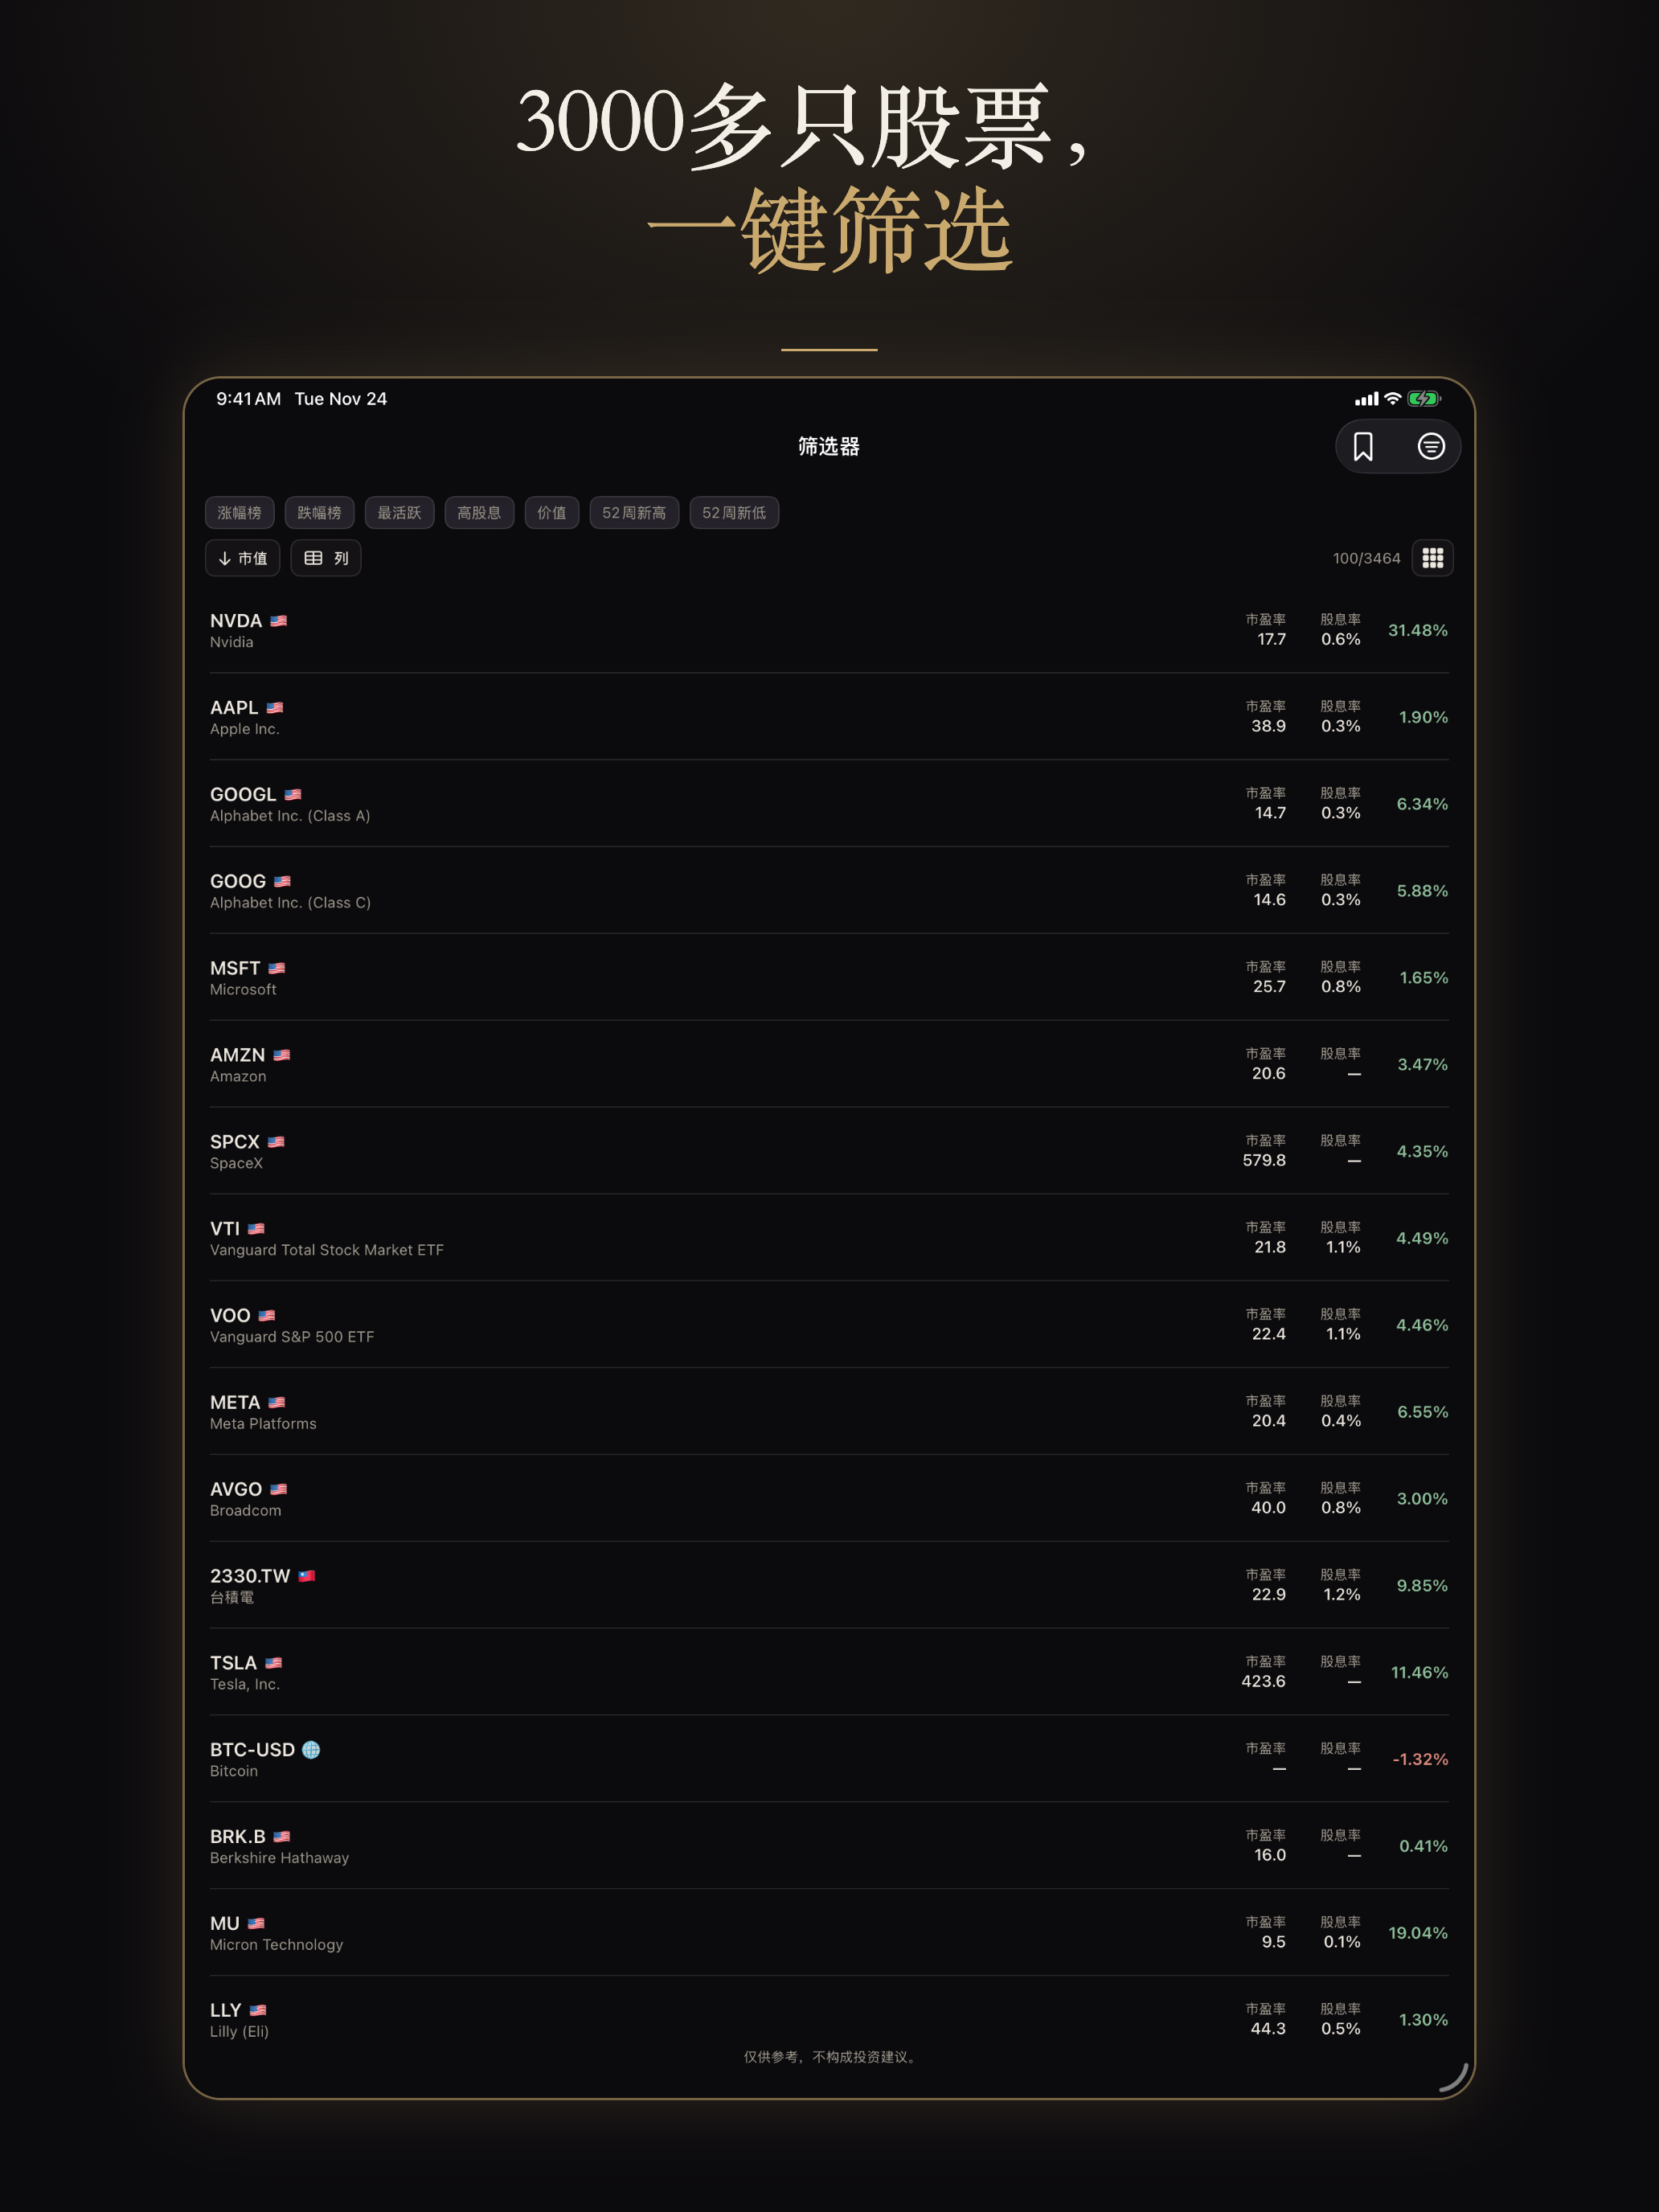 3000多只股票，
一键筛选
9:41 AM Tue Nov 24
筛选器
涨幅榜 跌幅榜 最活跃 高股息 价值 52周新高 52周新低
↓ 市值 列 100/3464
NVDA 市盈率 股息率 31.48%
Nvidia 17.7 0.6%
AAPL 市盈率 股息率 1.90%
Apple Inc. 38.9 0.3%
GOOGL 市盈率 股息率 6.34%
Alphabet Inc. (Class A) 14.7 0.3%
GOOG 市盈率 股息率 5.88%
Alphabet Inc. (Class C) 14.6 0.3%
MSFT 市盈率 股息率 1.65%
Microsoft 25.7 0.8%
AMZN 市盈率 股息率 3.47%
Amazon 20.6 —
SPCX 市盈率 股息率 4.35%
SpaceX 579.8 —
VTI 市盈率 股息率 4.49%
Vanguard Total Stock Market ETF 21.8 1.1%
VOO 市盈率 股息率 4.46%
Vanguard S&P 500 ETF 22.4 1.1%
META 市盈率 股息率 6.55%
Meta Platforms 20.4 0.4%
AVGO 市盈率 股息率 3.00%
Broadcom 40.0 0.8%
2330.TW 市盈率 股息率 9.85%
台積電 22.9 1.2%
TSLA 市盈率 股息率 11.46%
Tesla, Inc. 423.6 —
BTC-USD 市盈率 股息率 -1.32%
Bitcoin — —
BRK.B 市盈率 股息率 0.41%
Berkshire Hathaway 16.0 —
MU 市盈率 股息率 19.04%
Micron Technology 9.5 0.1%
LLY 市盈率 股息率 1.30%
Lilly (Eli) 44.3 0.5%
仅供参考，不构成投资建议。